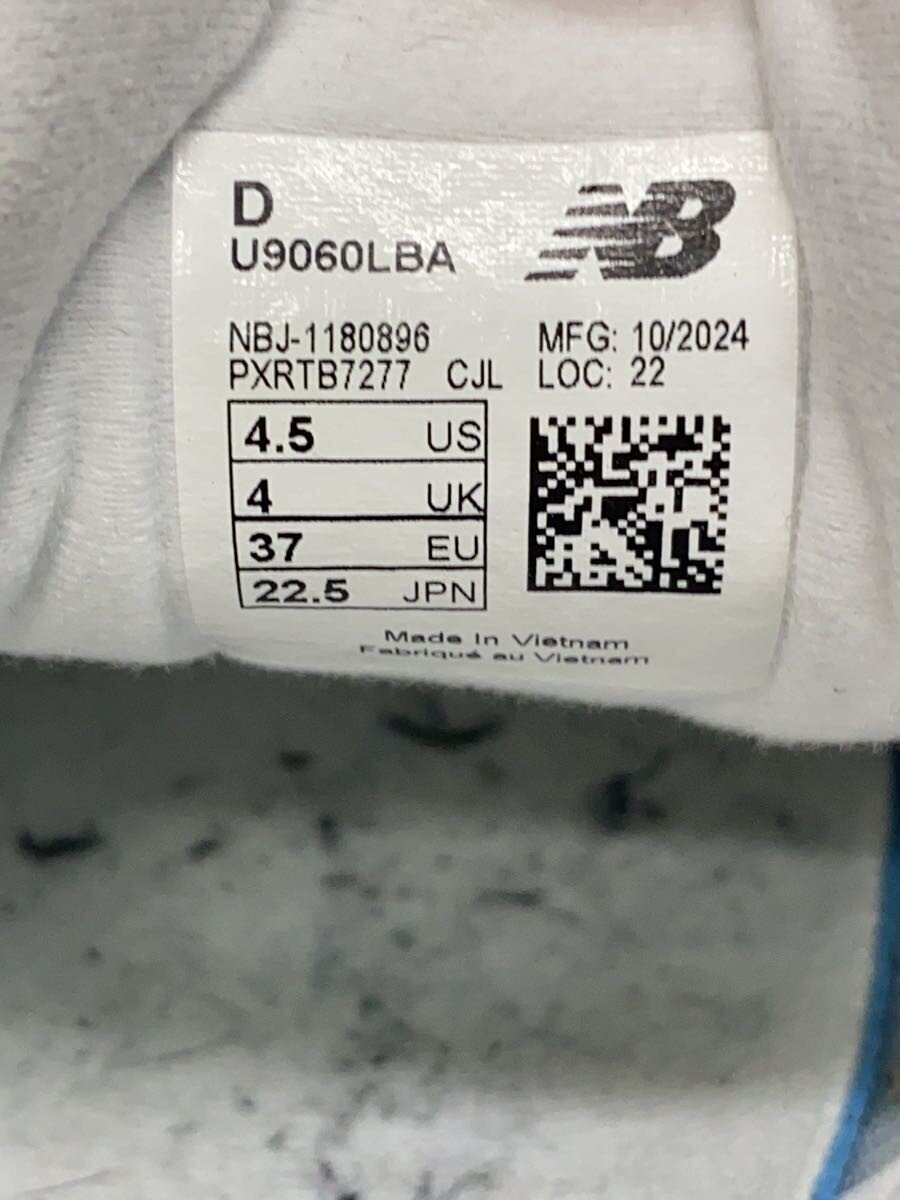 D
NB
U9060LBA
NBJ-1180896
PXRTB7277 CJL
MFG: 10/2024
LOC: 22
4.5 US
4 UK
37 EU
22.5 JPN
Made In Vietnam
Fabriqué au Vietnam